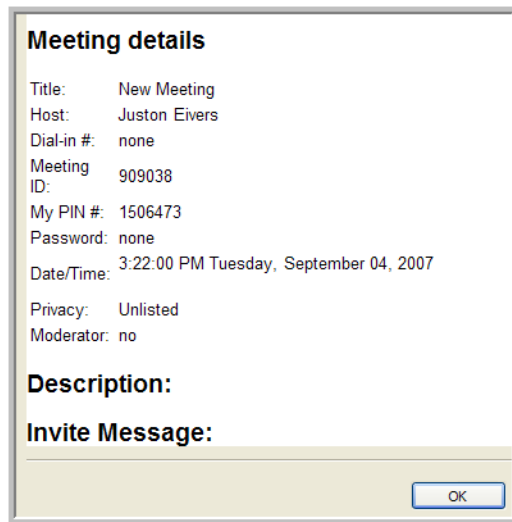 Meeting details
Title: New Meeting
Host: Juston Eivers
Dial-in #: none
Meeting
ID: 909038
My PIN #: 1506473
Password: none
Date/Time: 3:22:00 PM Tuesday, September 04, 2007
Privacy: Unlisted
Moderator: no
Description:
Invite Message:
OK